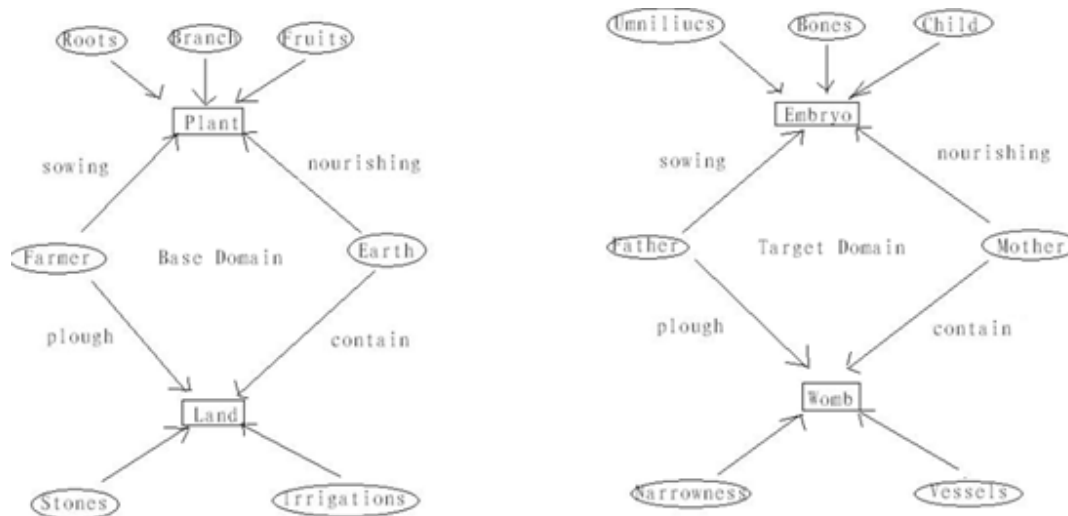 Roots Branch Fruits
Plant
sowing nourishing
Farmer Base Domain Earth
plough contain
Land
Stones Irrigations
Umniliucs Bones Child
Embryo
sowing nourishing
Father Target Domain Mother
plough contain
Womb
Narrowness Vessels